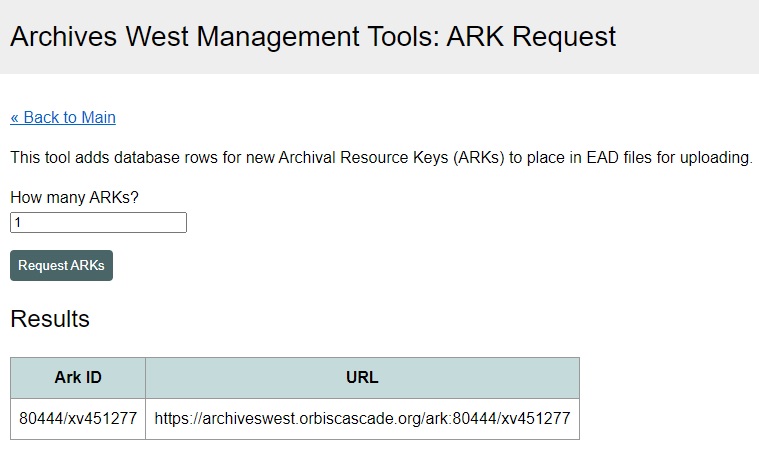 Archives West Management Tools: ARK Request
« Back to Main
This tool adds database rows for new Archival Resource Keys (ARKs) to place in EAD files for uploading.
How many ARKs?
1
Request ARKs
Results
Ark ID URL
80444/xv451277 https://archiveswest.orbiscascade.org/ark:80444/xv451277